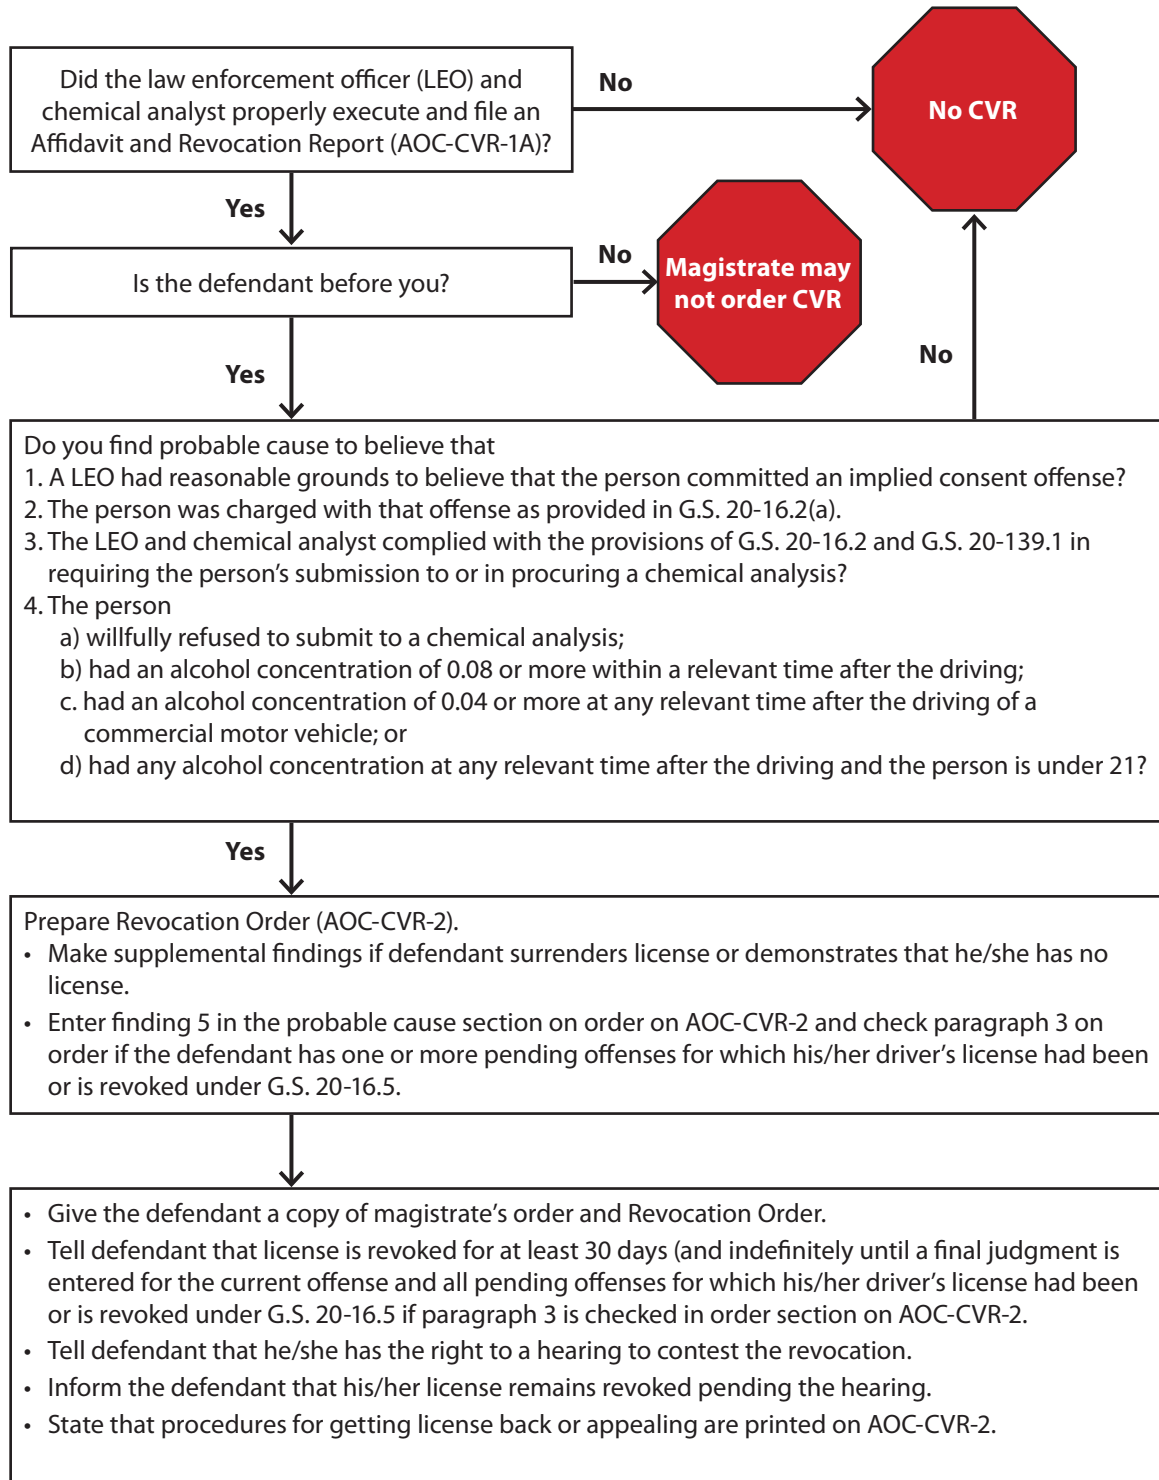 Did the law enforcement officer (LEO) and
chemical analyst properly execute and file an
Affidavit and Revocation Report (AOC-CVR-1A)?
No
No CVR
Yes
Is the defendant before you?
No
Magistrate may
not order CVR
No
Yes
Do you find probable cause to believe that
1. A LEO had reasonable grounds to believe that the person committed an implied consent offense?
2. The person was charged with that offense as provided in G.S. 20-16.2(a).
3. The LEO and chemical analyst complied with the provisions of G.S. 20-16.2 and G.S. 20-139.1 in
requiring the person's submission to or in procuring a chemical analysis?
4. The person
a) willfully refused to submit to a chemical analysis;
b) had an alcohol concentration of 0.08 or more within a relevant time after the driving;
c. had an alcohol concentration of 0.04 or more at any relevant time after the driving of a
commercial motor vehicle; or
d) had any alcohol concentration at any relevant time after the driving and the person is under 21?
Yes
Prepare Revocation Order (AOC-CVR-2).
• Make supplemental findings if defendant surrenders license or demonstrates that he/she has no
license.
• Enter finding 5 in the probable cause section on order on AOC-CVR-2 and check paragraph 3 on
order if the defendant has one or more pending offenses for which his/her driver's license had been
or is revoked under G.S. 20-16.5.
• Give the defendant a copy of magistrate's order and Revocation Order.
• Tell defendant that license is revoked for at least 30 days (and indefinitely until a final judgment is
entered for the current offense and all pending offenses for which his/her driver's license had been
or is revoked under G.S. 20-16.5 if paragraph 3 is checked in order section on AOC-CVR-2.
• Tell defendant that he/she has the right to a hearing to contest the revocation.
• Inform the defendant that his/her license remains revoked pending the hearing.
• State that procedures for getting license back or appealing are printed on AOC-CVR-2.